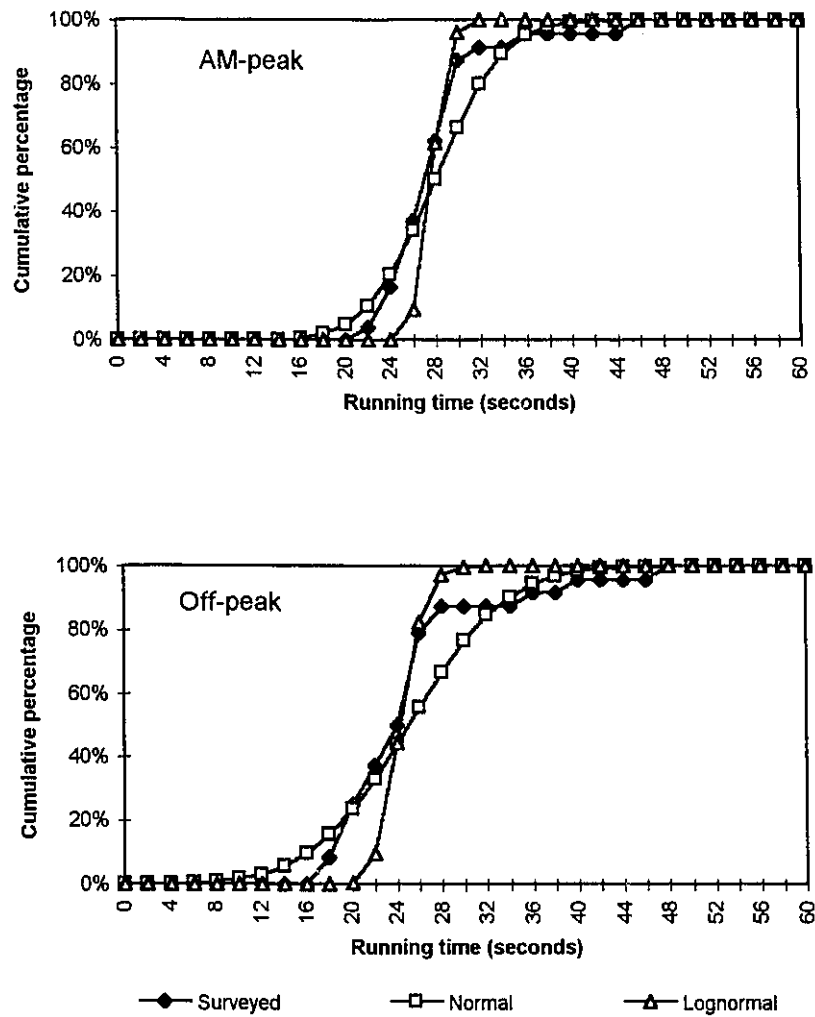 AM-peak
Cumulative percentage
100%
80%
60%
40%
20%
0%
0 4 8 12 16 20 24 28 32 36 40 44 48 52 56 60
Running time (seconds)
Off-peak
Cumulative percentage
100%
80%
60%
40%
20%
0%
0 4 8 12 16 20 24 28 32 36 40 44 48 52 56 60
Running time (seconds)
Surveyed Normal Lognormal